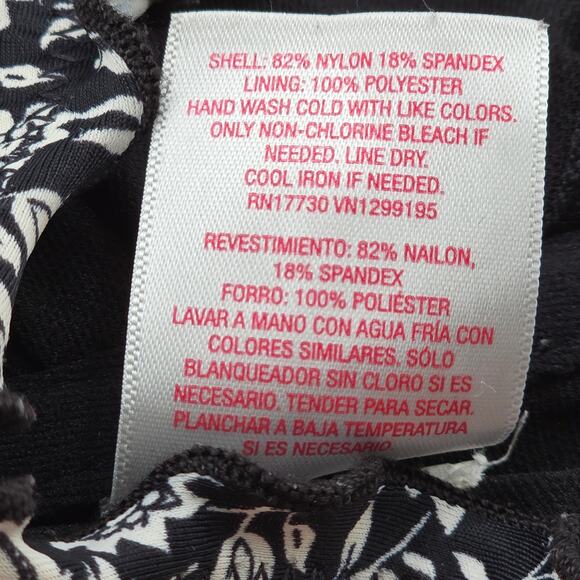 SHELL: 82% NYLON 18% SPANDEX
LINING: 100% POLYESTER
HAND WASH COLD WITH LIKE COLORS.
ONLY NON-CHLORINE BLEACH IF
NEEDED. LINE DRY.
COOL IRON IF NEEDED.
RN17730 VN1299195
REVESTIMIENTO: 82% NAILON,
18% SPANDEX
FORRO: 100% POLIÉSTER
LAVAR A MANO CON AGUA FRÍA CON
COLORES SIMILARES. SÓLO
BLANQUEADOR SIN CLORO SI ES
NECESARIO. TENDER PARA SECAR.
PLANCHAR A BAJA TEMPERATURA
SI ES NECESARIO.